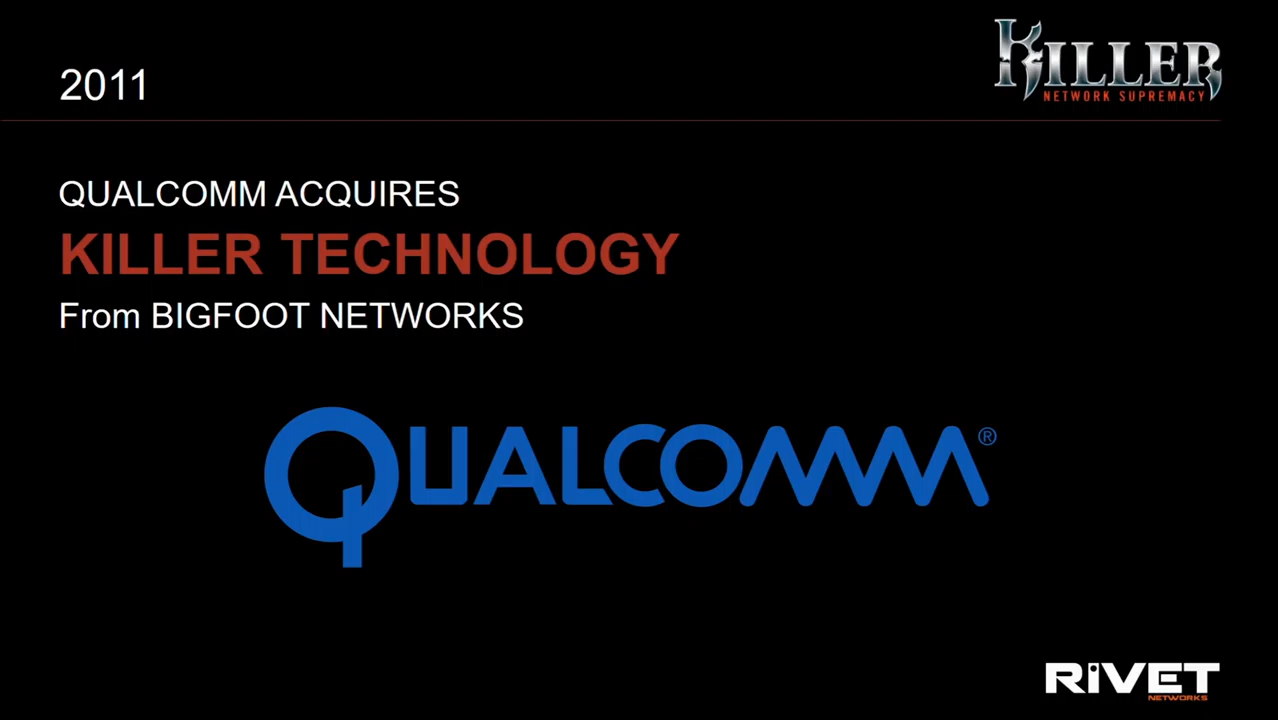 2011
KILLER
NETWORK SUPREMACY
QUALCOMM ACQUIRES
KILLER TECHNOLOGY
From BIGFOOT NETWORKS
QUALCOMM®
RiVET
NETWORKS